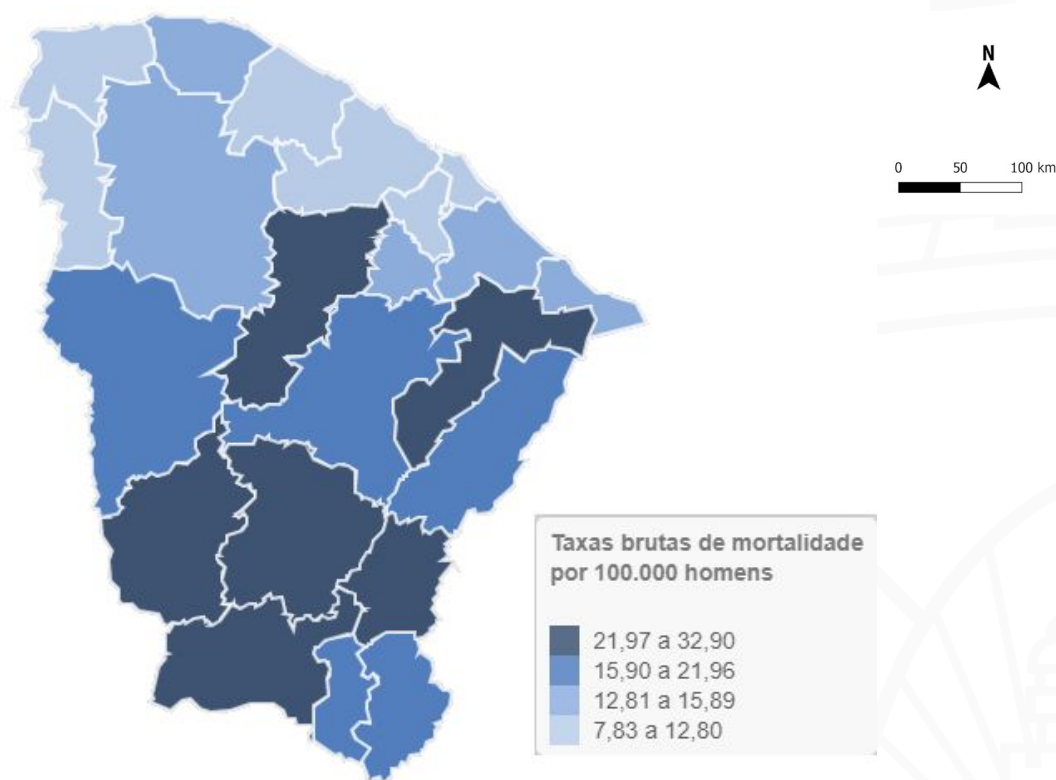 N
0 50 100 km
Taxas brutas de mortalidade
por 100.000 homens
21,97 a 32,90
15,90 a 21,96
12,81 a 15,89
7,83 a 12,80